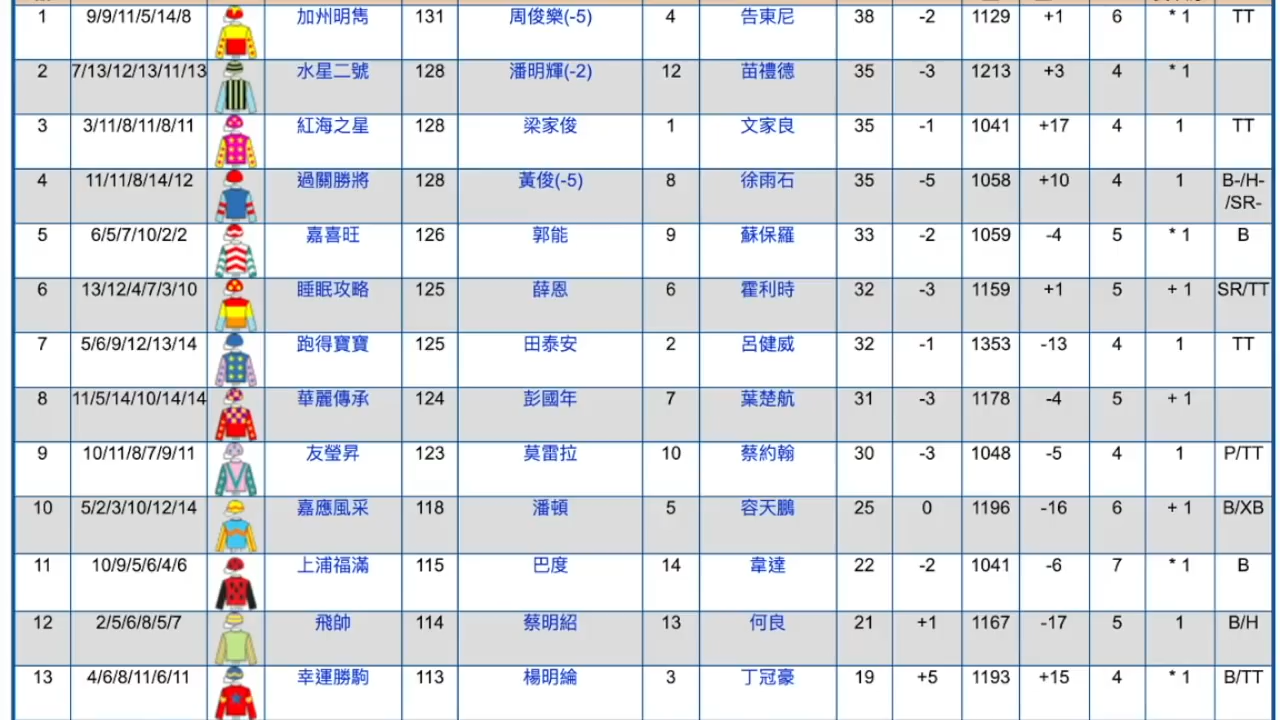 1 9/9/11/5/14/8 加州明雋 131 周俊樂(-5) 4 告東尼 38 -2 1129 +1 6 * 1 TT
2 7/13/12/13/11/13 水星二號 128 潘明輝(-2) 12 苗禮德 35 -3 1213 +3 4 * 1
3 3/11/8/11/8/11 紅海之星 128 梁家俊 1 文家良 35 -1 1041 +17 4 1 TT
4 11/11/8/14/12 過關勝將 128 黃俊(-5) 8 徐雨石 35 -5 1058 +10 4 1 B-/H-
/SR-
5 6/5/7/10/2/2 嘉喜旺 126 郭能 9 蘇保羅 33 -2 1059 -4 5 * 1 B
6 13/12/4/7/3/10 睡眠攻略 125 薛恩 6 霍利時 32 -3 1159 +1 5 + 1 SR/TT
7 5/6/9/12/13/14 跑得寶寶 125 田泰安 2 呂健威 32 -1 1353 -13 4 1 TT
8 11/5/14/10/14/14 華麗傳承 124 彭國年 7 葉楚航 31 -3 1178 -4 5 + 1
9 10/11/8/7/9/11 友瑩昇 123 莫雷拉 10 蔡約翰 30 -3 1048 -5 4 1 P/TT
10 5/2/3/10/12/14 嘉應風采 118 潘頓 5 容天鵬 25 0 1196 -16 6 + 1 B/XB
11 10/9/5/6/4/6 上浦福滿 115 巴度 14 韋達 22 -2 1041 -6 7 * 1 B
12 2/5/6/8/5/7 飛帥 114 蔡明紹 13 何良 21 +1 1167 -17 5 1 B/H
13 4/6/8/11/6/11 幸運勝駒 113 楊明綸 3 丁冠豪 19 +5 1193 +15 4 * 1 B/TT